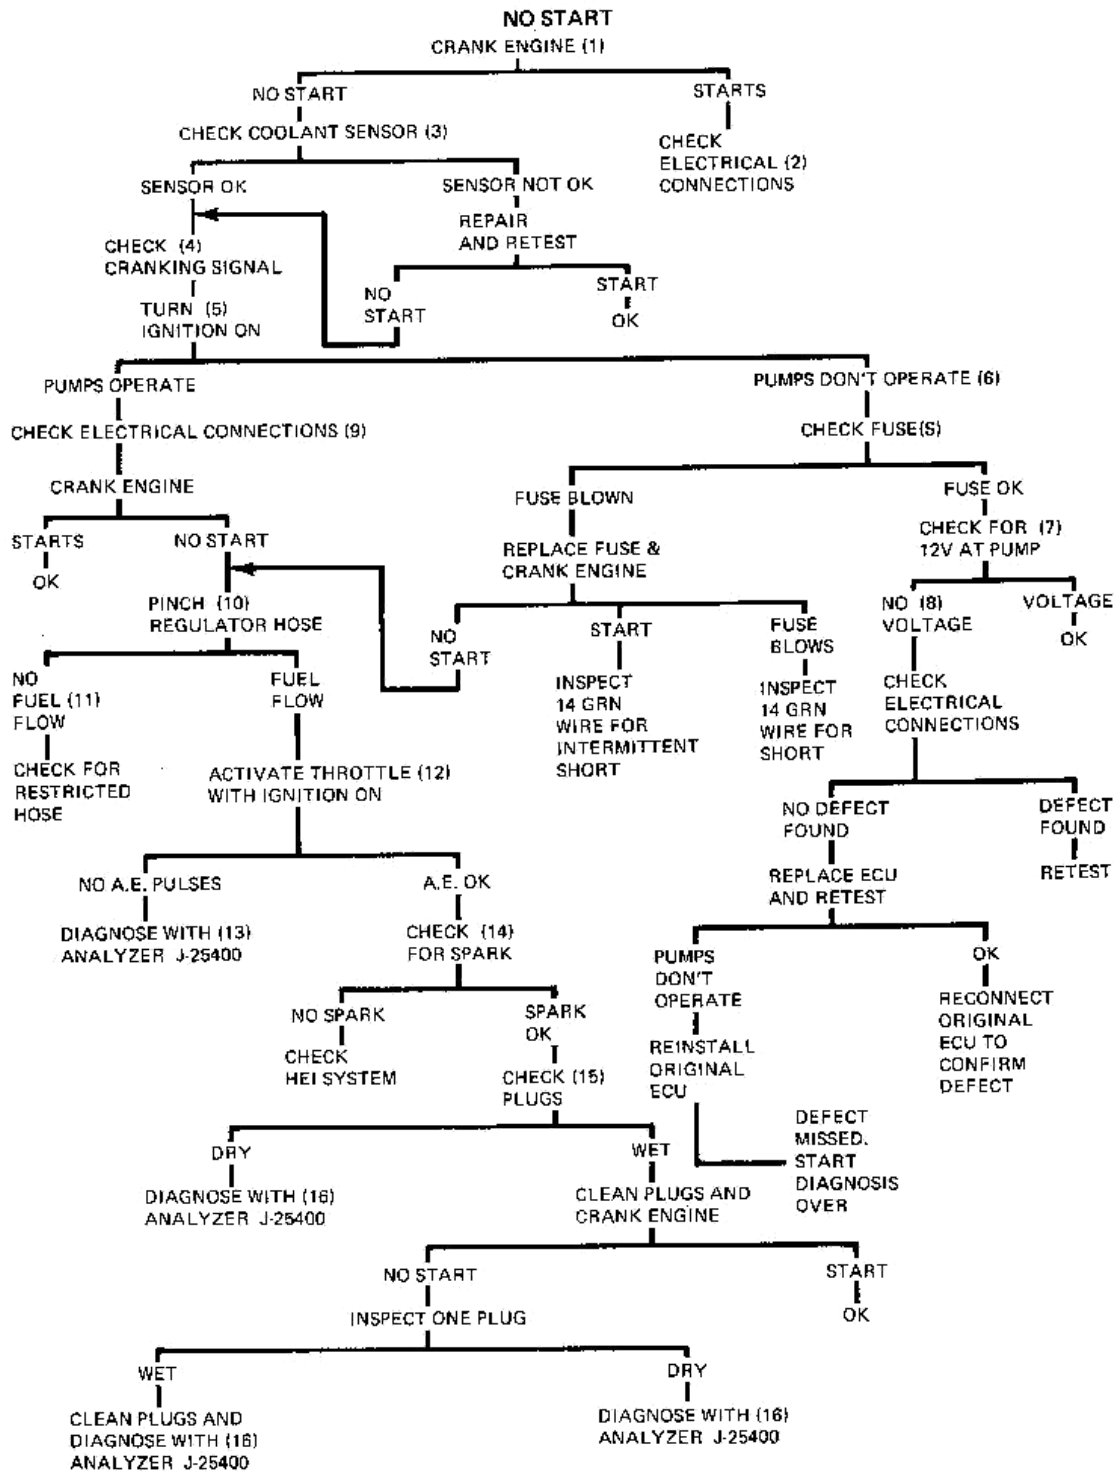 NO START
CRANK ENGINE (1)
NO START
STARTS
CHECK COOLANT SENSOR (3)
CHECK
ELECTRICAL (2)
CONNECTIONS
SENSOR OK
SENSOR NOT OK
REPAIR
AND RETEST
CHECK (4)
CRANKING SIGNAL
NO
START
START
OK
TURN (5)
IGNITION ON
PUMPS OPERATE
PUMPS DON'T OPERATE (6)
CHECK ELECTRICAL CONNECTIONS (9)
CHECK FUSE(S)
CRANK ENGINE
FUSE BLOWN
FUSE OK
STARTS
OK
NO START
REPLACE FUSE &
CRANK ENGINE
CHECK FOR (7)
12V AT PUMP
PINCH (10)
REGULATOR HOSE
NO
START
START
FUSE
BLOWS
NO (8)
VOLTAGE
VOLTAGE
OK
NO
FUEL (11)
FLOW
FUEL
FLOW
INSPECT
14 GRN
WIRE FOR
INTERMITTENT
SHORT
INSPECT
14 GRN
WIRE FOR
SHORT
CHECK
ELECTRICAL
CONNECTIONS
CHECK FOR
RESTRICTED
HOSE
ACTIVATE THROTTLE (12)
WITH IGNITION ON
NO DEFECT
FOUND
DEFECT
FOUND
RETEST
NO A.E. PULSES
A.E. OK
REPLACE ECU
AND RETEST
DIAGNOSE WITH (13)
ANALYZER J-25400
CHECK (14)
FOR SPARK
PUMPS
DON'T
OPERATE
OK
NO SPARK
SPARK
OK
REINSTALL
ORIGINAL
ECU
RECONNECT
ORIGINAL
ECU TO
CONFIRM
DEFECT
CHECK
HEI SYSTEM
CHECK (15)
PLUGS
DEFECT
MISSED.
START
DIAGNOSIS
OVER
DRY
WET
DIAGNOSE WITH (16)
ANALYZER J-25400
CLEAN PLUGS AND
CRANK ENGINE
NO START
START
OK
INSPECT ONE PLUG
WET
DRY
CLEAN PLUGS AND
DIAGNOSE WITH (16)
ANALYZER J-25400
DIAGNOSE WITH (16)
ANALYZER J-25400